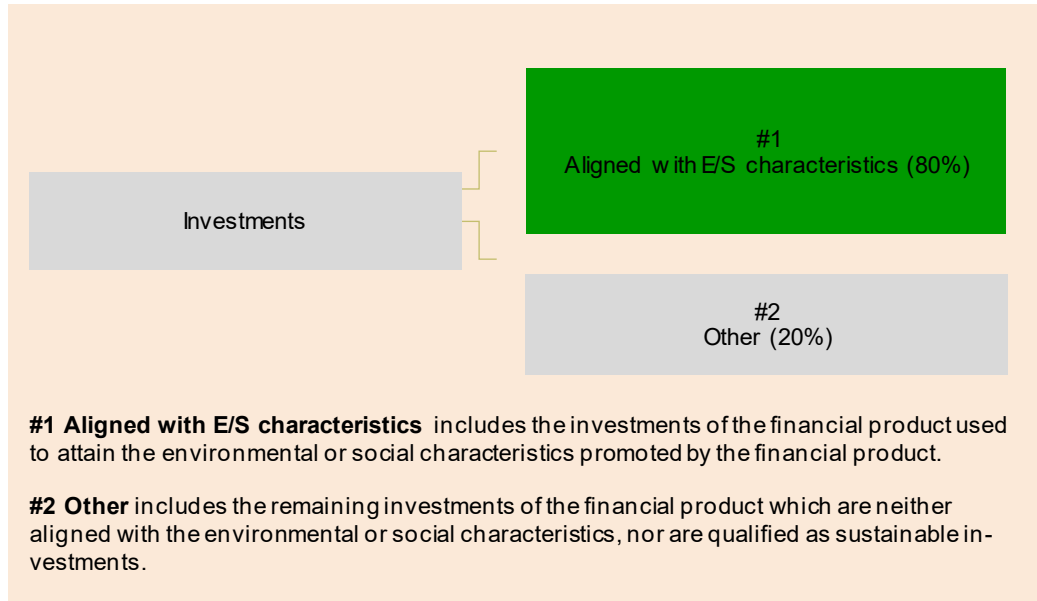 #1
Aligned with E/S characteristics (80%)
Investments
#2
Other (20%)
#1 Aligned with E/S characteristics includes the investments of the financial product used
to attain the environmental or social characteristics promoted by the financial product.
#2 Other includes the remaining investments of the financial product which are neither
aligned with the environmental or social characteristics, nor are qualified as sustainable in-
vestments.